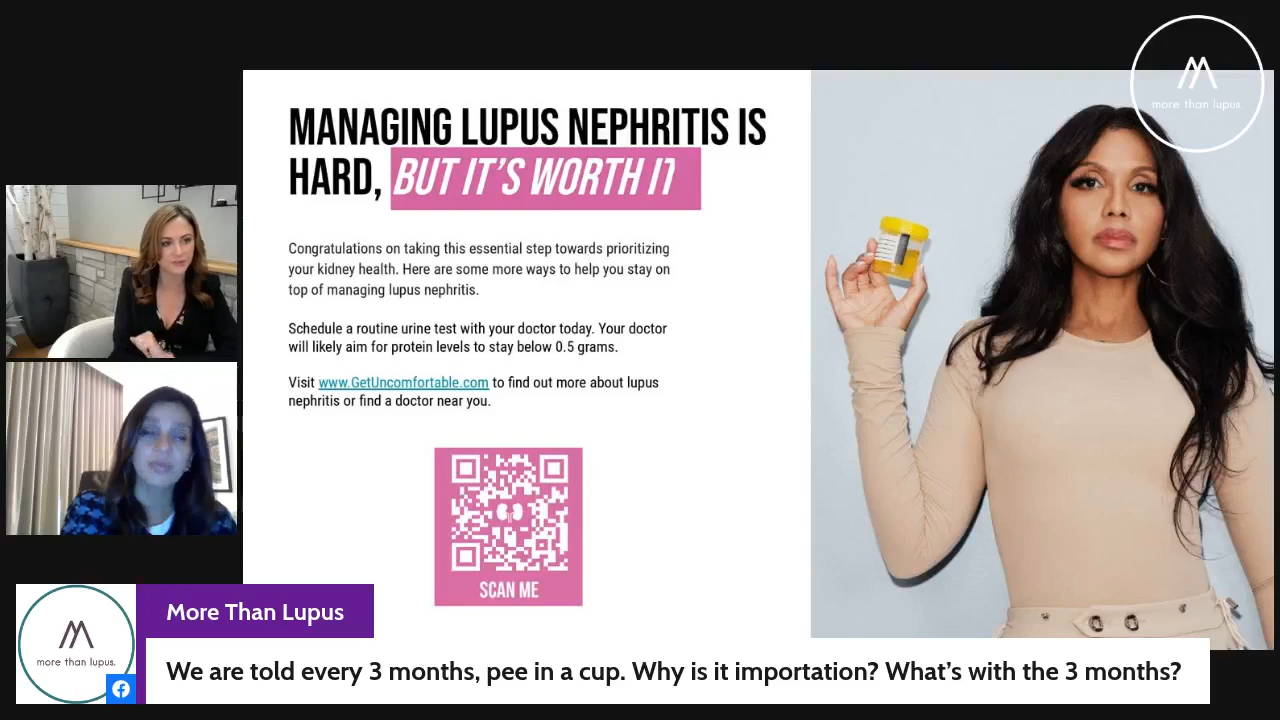 more than lupus.
MANAGING LUPUS NEPHRITIS IS
HARD, BUT IT'S WORTH IT
Congratulations on taking this essential step towards prioritizing
your kidney health. Here are some more ways to help you stay on
top of managing lupus nephritis.
Schedule a routine urine test with your doctor today. Your doctor
will likely aim for protein levels to stay below 0.5 grams.
Visit www.GetUncomfortable.com to find out more about lupus
nephritis or find a doctor near you.
SCAN ME
more than lupus.
More Than Lupus
We are told every 3 months, pee in a cup. Why is it importation? What's with the 3 months?